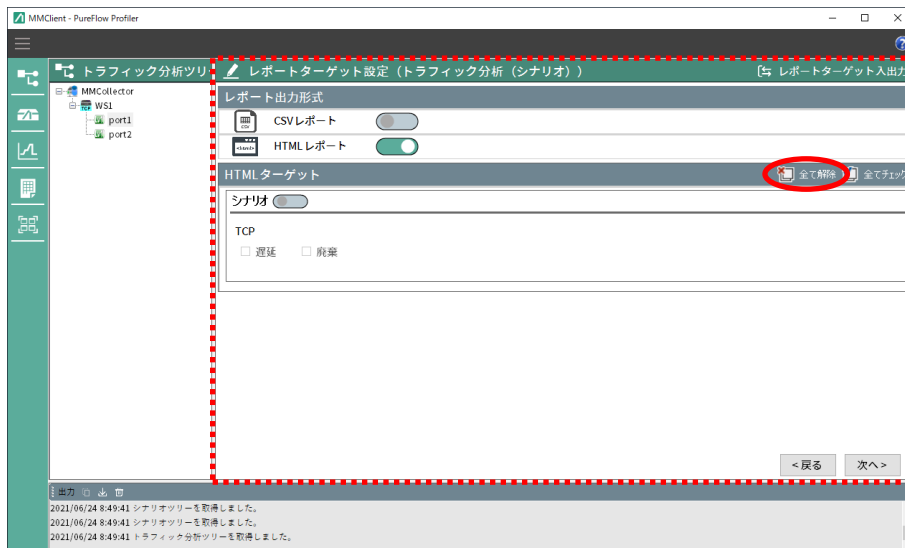 MMClient - PureFlow Profiler
トラフィック分析ツリ
レポートターゲット設定（トラフィック分析（シナリオ））
レポートターゲット入出力
MMCollector
WS1
port1
port2
レポート出力形式
CSVレポート
HTMLレポート
HTMLターゲット
全て解除
全てチェック
シナリオ
TCP
遅延
廃棄
<戻る
次へ>
出力
2021/06/24 8:49:41 シナリオツリーを取得しました。
2021/06/24 8:49:41 シナリオツリーを取得しました。
2021/06/24 8:49:41 トラフィック分析ツリーを取得しました。